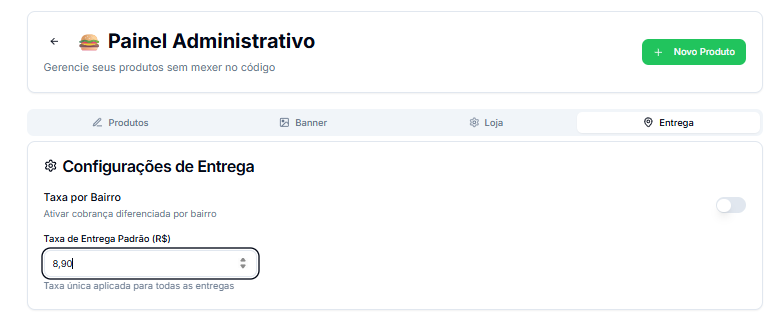 Painel Administrativo
Gerencie seus produtos sem mexer no código
+ Novo Produto
Produtos
Banner
Loja
Entrega
Configurações de Entrega
Taxa por Bairro
Ativar cobrança diferenciada por bairro
Taxa de Entrega Padrão (R$)
8,90
Taxa única aplicada para todas as entregas